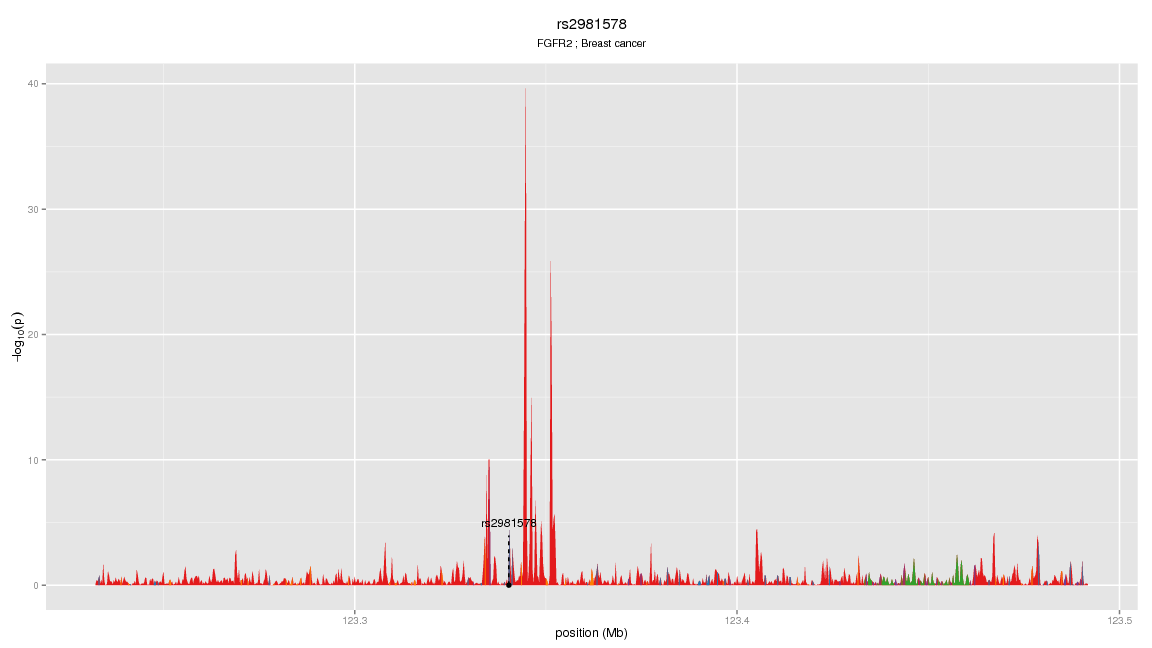 rs2981578
FGFR2 ; Breast cancer
40
30
20
10
0
−log₁₀(p)
rs2981578
123.3
123.4
123.5
position (Mb)